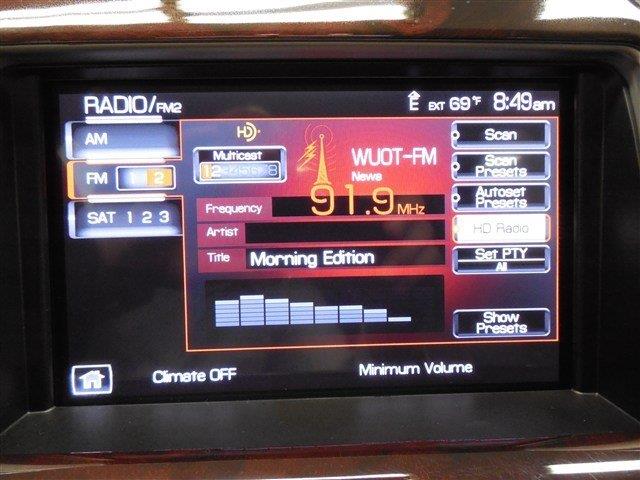 RADIO/FM2
E EXT 69°F 8:49am
AM
FM 1 2
SAT 1 2 3
HD
Multicast
12345678
WUOT-FM
News
Frequency 91.9 MHz
Artist
Title Morning Edition
Scan
Scan Presets
Autoset Presets
HD Radio
Set PTY
All
Show Presets
Climate OFF
Minimum Volume